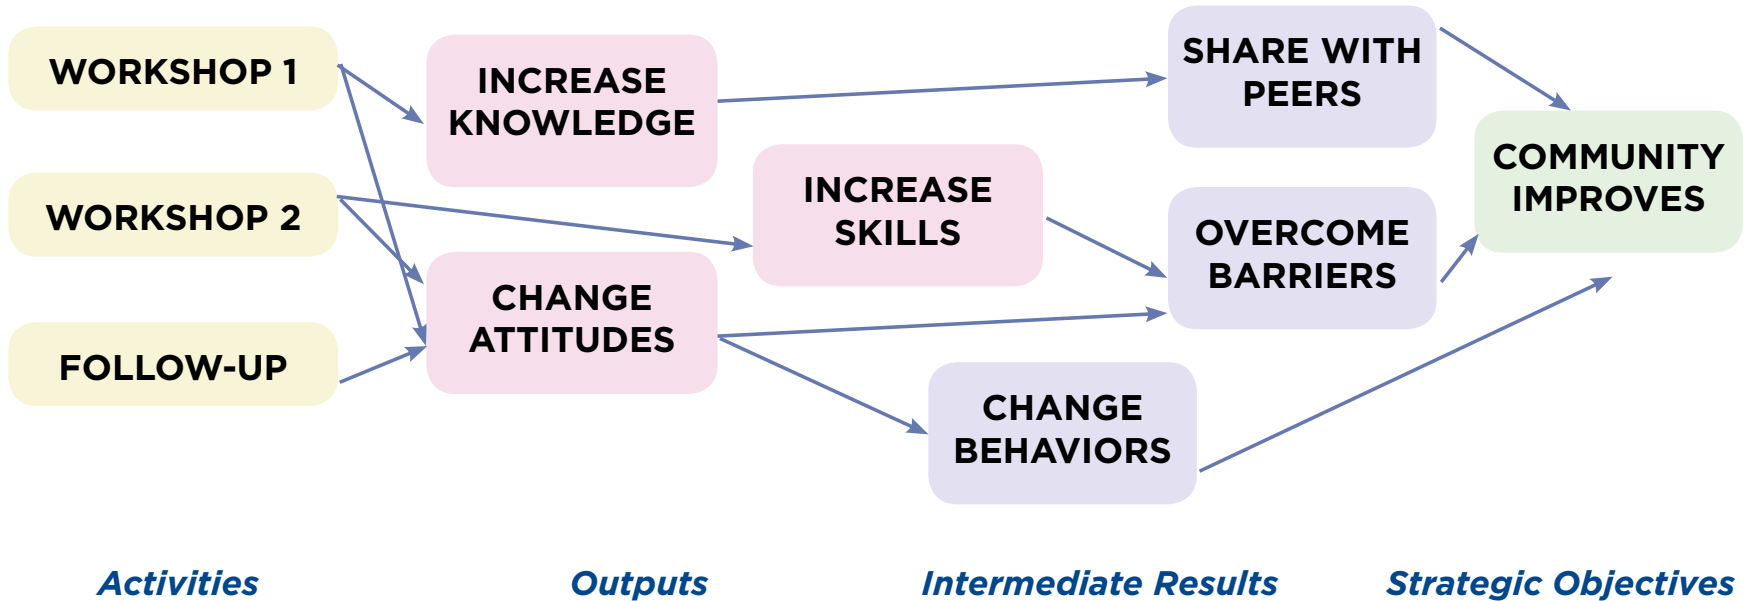 WORKSHOP 1
WORKSHOP 2
FOLLOW-UP
INCREASE
KNOWLEDGE
CHANGE
ATTITUDES
INCREASE
SKILLS
SHARE WITH
PEERS
OVERCOME
BARRIERS
CHANGE
BEHAVIORS
COMMUNITY
IMPROVES
Activities
Outputs
Intermediate Results
Strategic Objectives